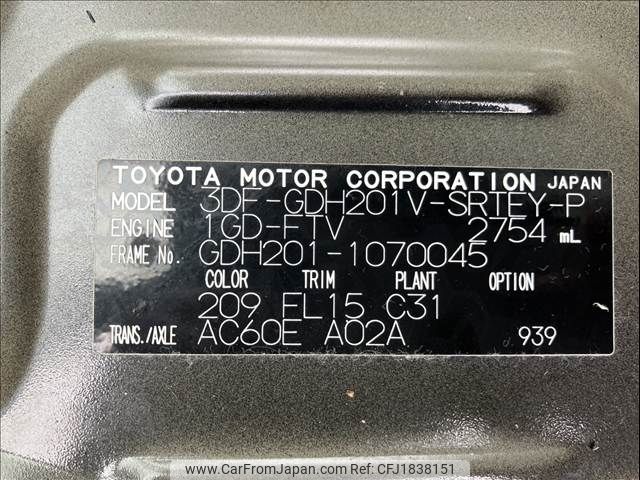 TOYOTA MOTOR CORPORATION JAPAN
MODEL 3DF-GDH201V-SRTEY-P
ENGINE 1GD-FTV 2754 mL
FRAME No. GDH201-1070045
COLOR TRIM PLANT OPTION
209 FL15 C31
TRANS./AXLE AC60E A02A 939
www.CarFromJapan.com Ref: CFJ1838151